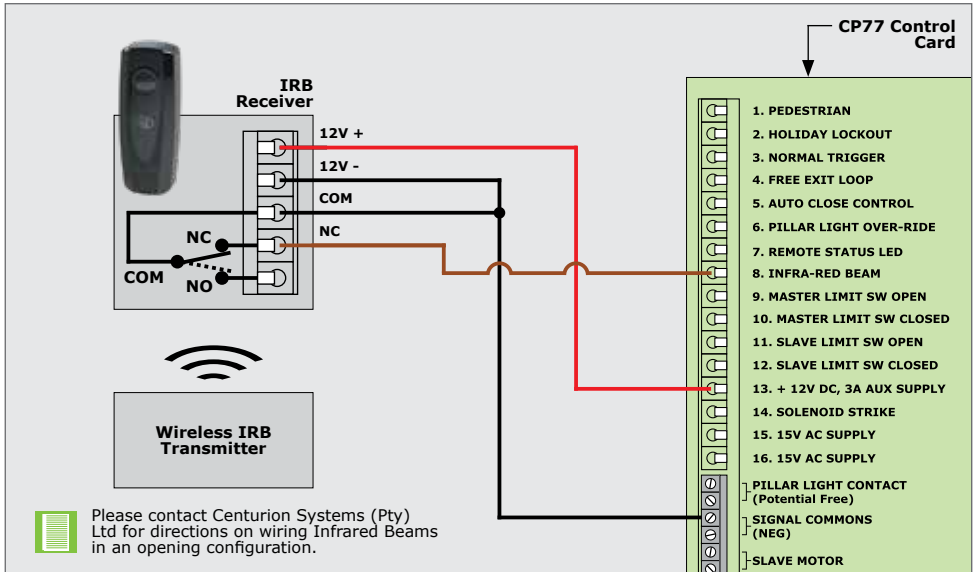 CP77 Control
Card
IRB
Receiver
12V +
12V -
COM
NC
NC
COM
NO
Wireless IRB
Transmitter
Please contact Centurion Systems (Pty)
Ltd for directions on wiring Infrared Beams
in an opening configuration.
1. PEDESTRIAN
2. HOLIDAY LOCKOUT
3. NORMAL TRIGGER
4. FREE EXIT LOOP
5. AUTO CLOSE CONTROL
6. PILLAR LIGHT OVER-RIDE
7. REMOTE STATUS LED
8. INFRA-RED BEAM
9. MASTER LIMIT SW OPEN
10. MASTER LIMIT SW CLOSED
11. SLAVE LIMIT SW OPEN
12. SLAVE LIMIT SW CLOSED
13. + 12V DC, 3A AUX SUPPLY
14. SOLENOID STRIKE
15. 15V AC SUPPLY
16. 15V AC SUPPLY
PILLAR LIGHT CONTACT
(Potential Free)
SIGNAL COMMONS
(NEG)
SLAVE MOTOR